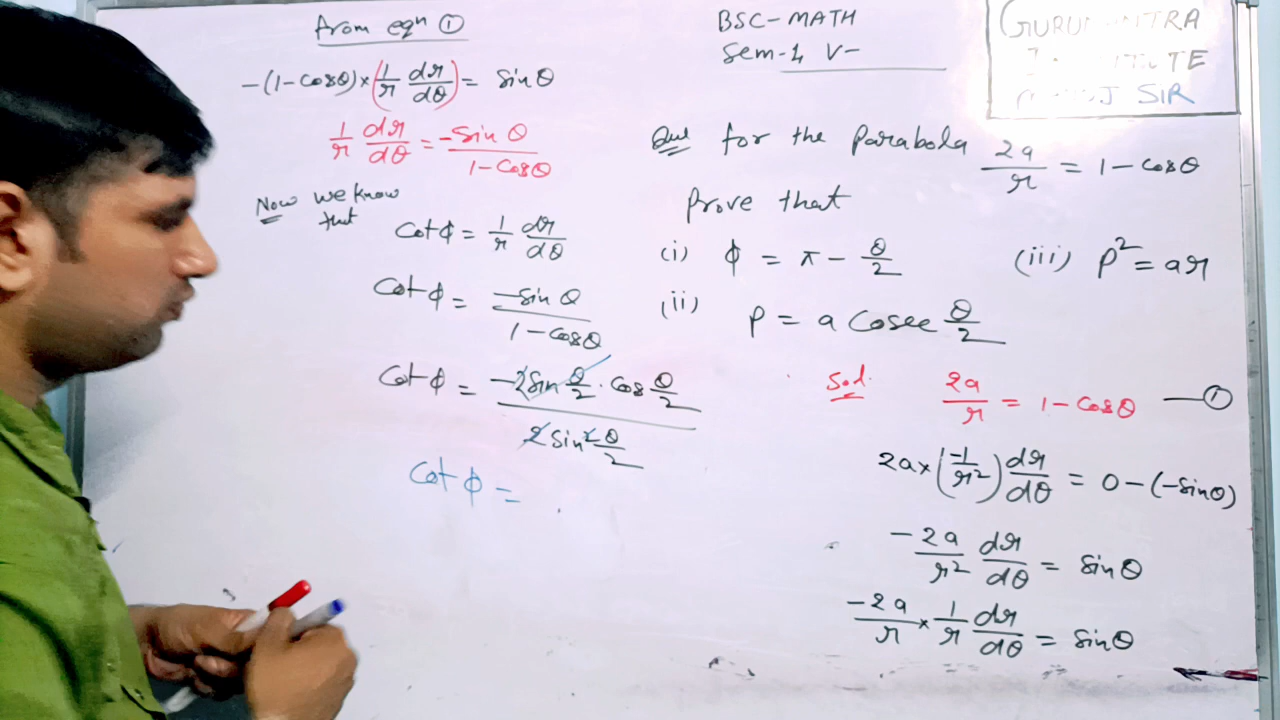 BSC-MATH
Sem-1 V-
SIR
Que for the parabola 2a/r = 1-cosθ
Prove that
(i) ϕ = π - θ/2
(ii) P = a Cosec θ/2
(iii) P² = ar
Sol. 2a/r = 1-cosθ —①
2a×(-1/r²) dr/dθ = 0-(-sinθ)
-2a/r² dr/dθ = sinθ
-2a/r × 1/r dr/dθ = sinθ
from eqn ①
-(1-cosθ)×(1/r dr/dθ) = sinθ
1/r dr/dθ = -sinθ/1-cosθ
Now we know
that
Cotϕ = 1/r dr/dθ
Cotϕ = -sinθ/1-cosθ
Cotϕ = -2sin θ/2 · cos θ/2 / 2sin² θ/2
Cotϕ =